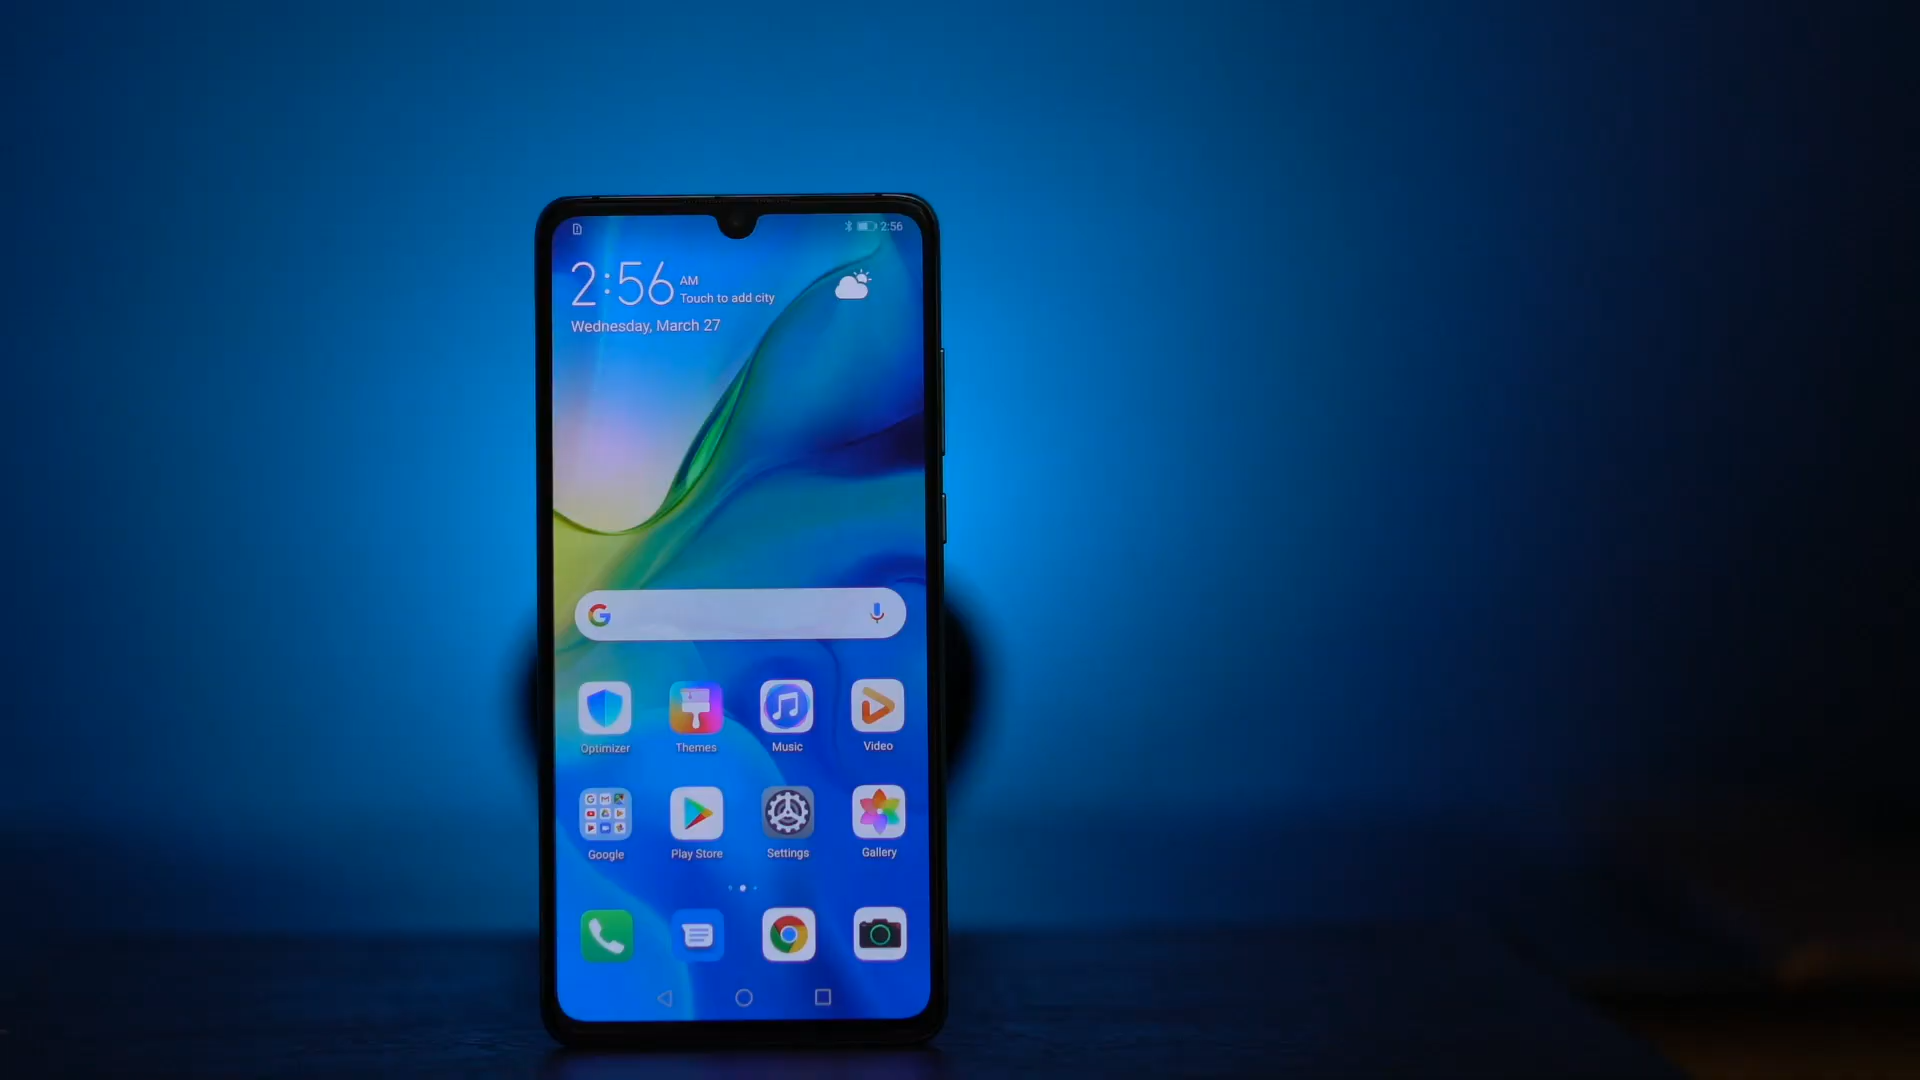 2:56
2:56 AM
Touch to add city
Wednesday, March 27
Optimizer Themes Music Video
Google Play Store Settings Gallery